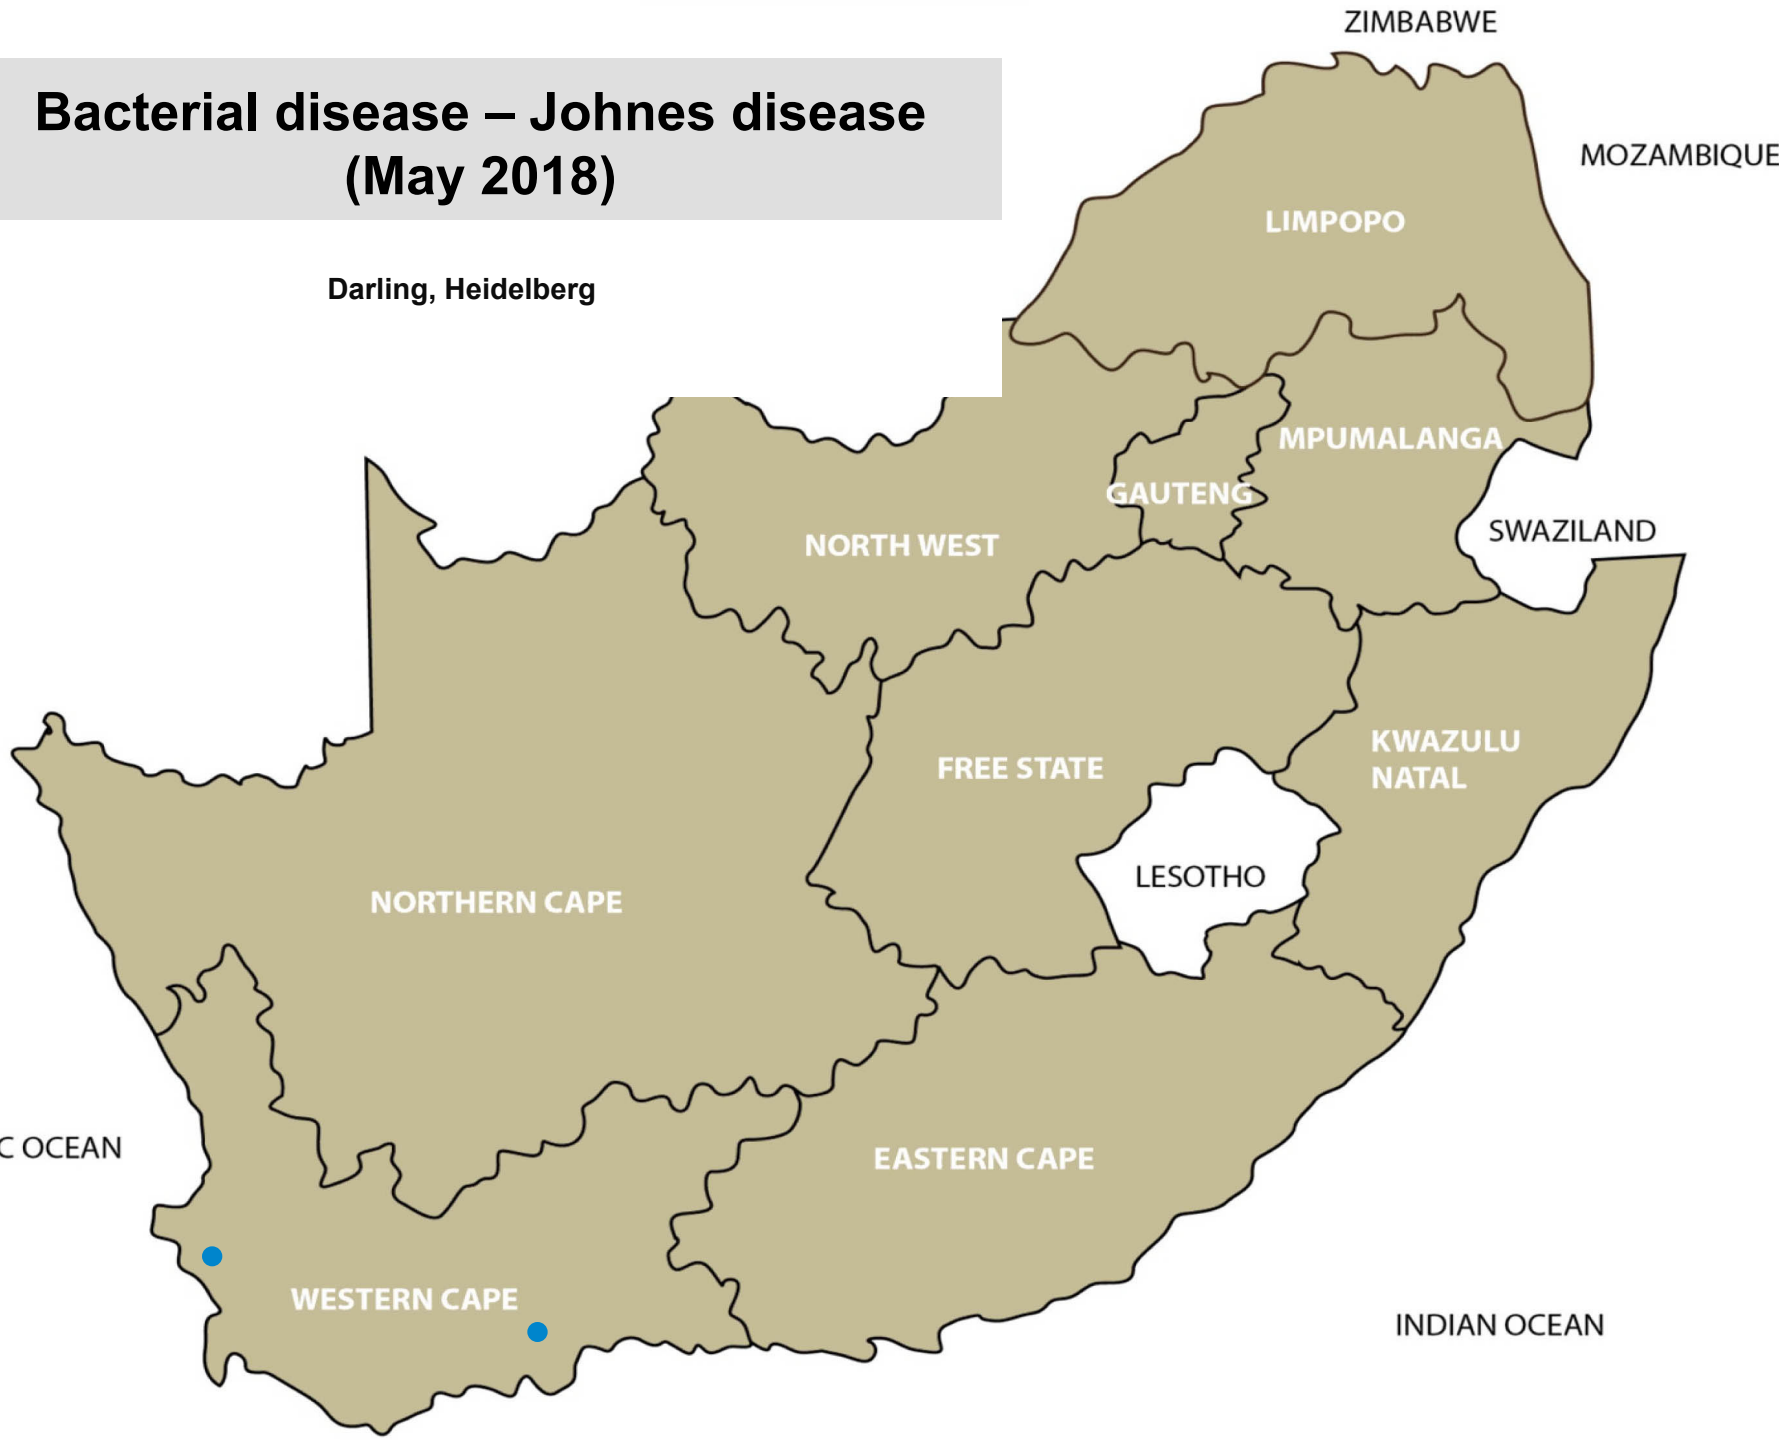 ZIMBABWE
Bacterial disease – Johnes disease
(May 2018)
MOZAMBIQUE
LIMPOPO
Darling, Heidelberg
MPUMALANGA
GAUTENG
SWAZILAND
NORTH WEST
KWAZULU
NATAL
FREE STATE
LESOTHO
NORTHERN CAPE
C OCEAN
EASTERN CAPE
WESTERN CAPE
INDIAN OCEAN